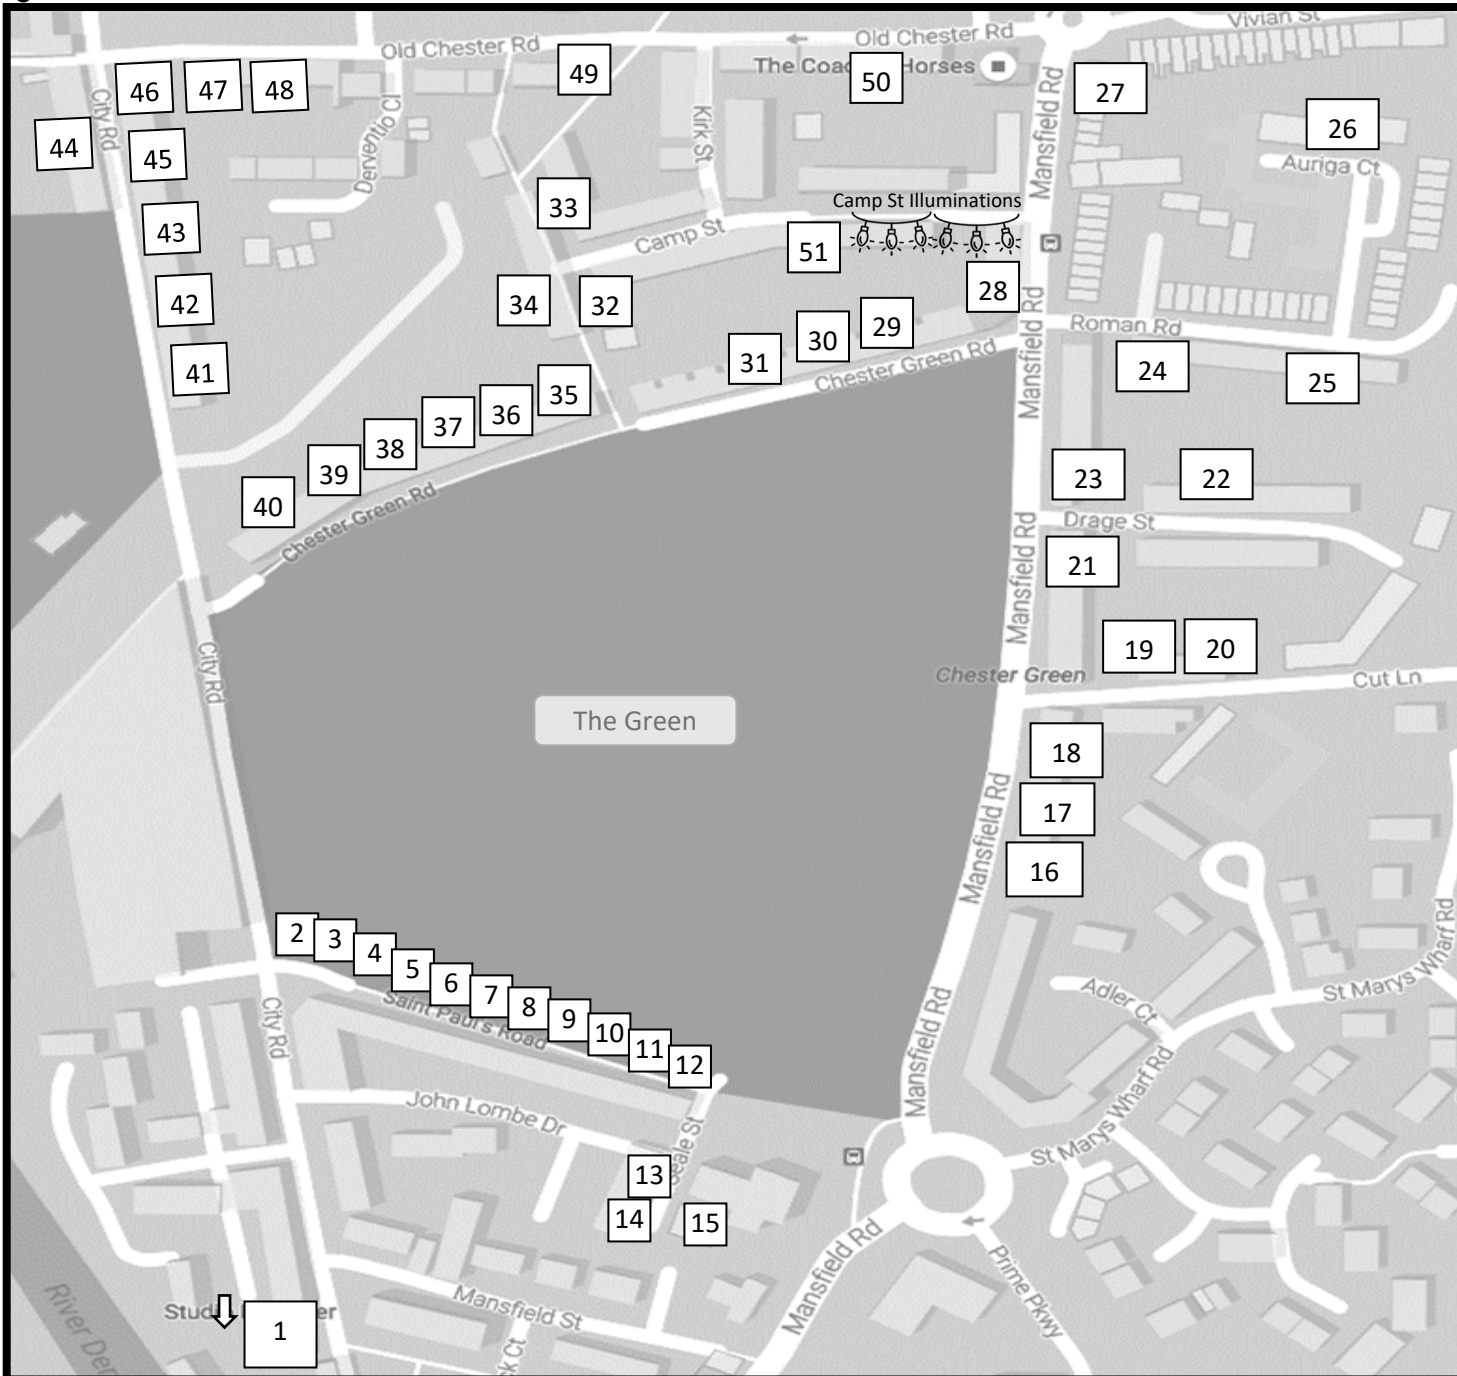 Vivian St
Old Chester Rd
Old Chester Rd
The Coac Horses
50
49
46
47
48
27
City Rd
Derventio Cl
Kirk St
Mansfield Rd
26
44
45
Auriga Ct
33
Camp St Illuminations
43
Camp St
51
42
34
32
28
29
30
31
Mansfield Rd
Roman Rd
Chester Green Rd
24
25
41
35
36
37
38
39
40
Chester Green Rd
23
22
Drage St
Mansfield Rd
21
19
20
City Rd
Chester Green
Cut Ln
The Green
18
17
16
Mansfield Rd
2
3
4
5
6
7
8
9
10
11
12
Saint Paul's Road
City Rd
Mansfield Rd
Adler Ct
St Marys Wharf Rd
St Marys Wharf Rd
John Lombe Dr
eale St
13
14
15
Mansfield Rd
Prime Pkwy
Mansfield St
Stud er
1
River Der
k Ct